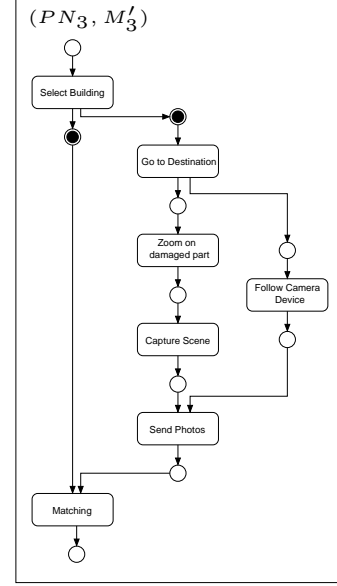 (PN₃, M′₃)
Select Building
Go to Destination
Zoom on
damaged part
Follow Camera
Device
Capture Scene
Send Photos
Matching